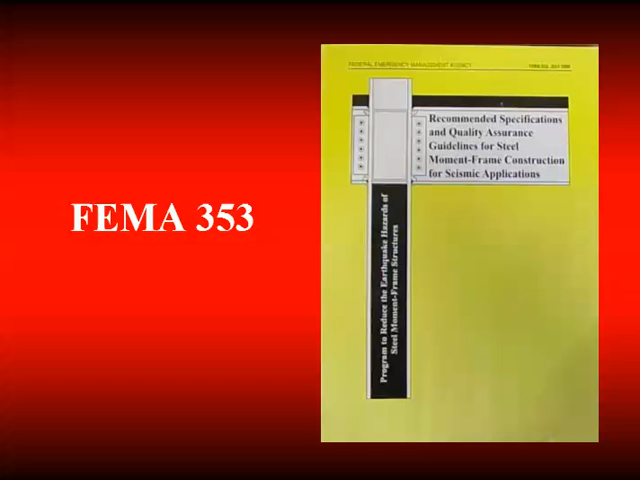 FEMA 353
FEDERAL EMERGENCY MANAGEMENT AGENCY
Recommended Specifications
and Quality Assurance
Guidelines for Steel
Moment-Frame Construction
for Seismic Applications
Program to Reduce the Earthquake Hazards of
Steel Moment-Frame Structures